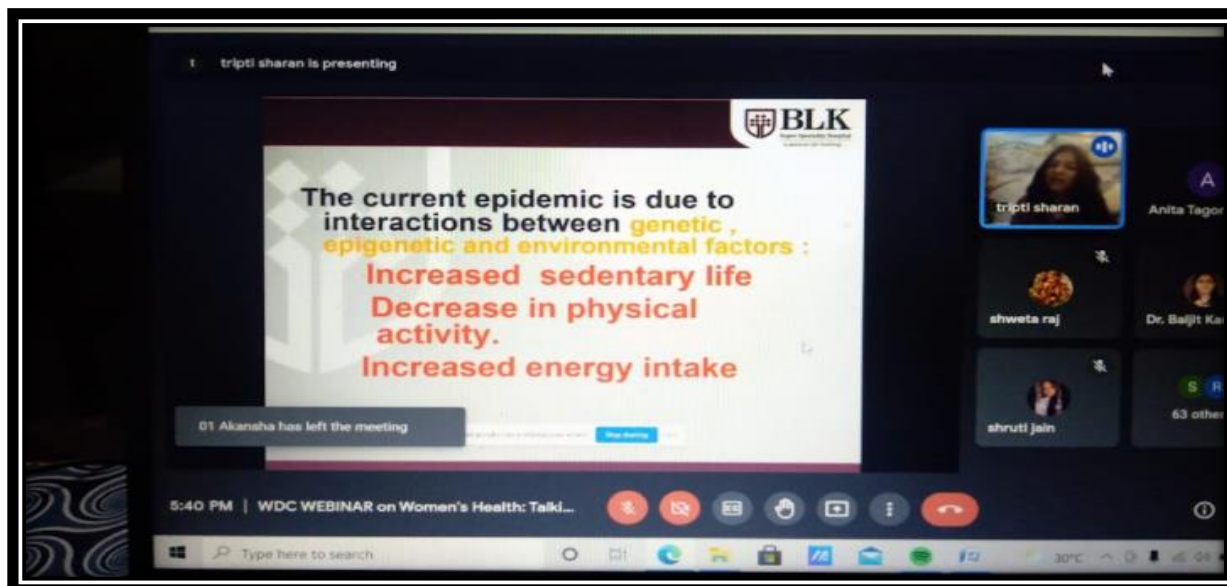 t tripti sharan is presenting
BLK
Super Speciality Hospital
The current epidemic is due to
interactions between genetic ,
epigenetic and environmental factors :
Increased sedentary life
Decrease in physical
activity.
Increased energy intake
Stop sharing
01 Akansha has left the meeting
tripti sharan
A
Anita Tagor
shweta raj
Dr. Baljit Ka
shruti jain
S R
63 other
5:40 PM | WDC WEBINAR on Women's Health: Talki...
Type here to search
30°C